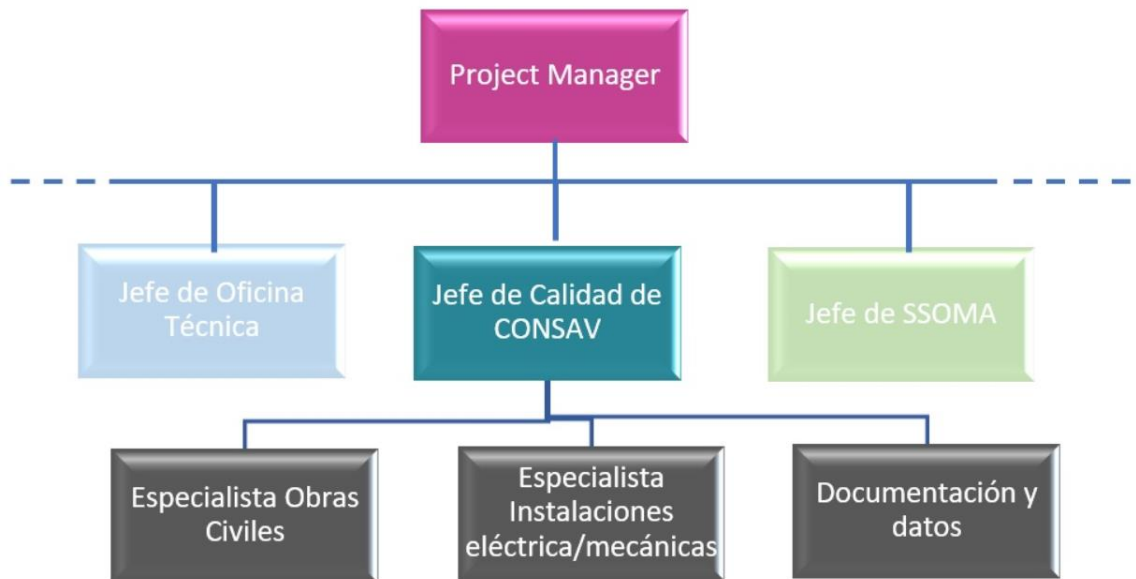 Project Manager
Jefe de Oficina
Técnica
Jefe de Calidad de
CONSAV
Jefe de SSOMA
Especialista Obras
Civiles
Especialista
Instalaciones
eléctrica/mecánicas
Documentación y
datos